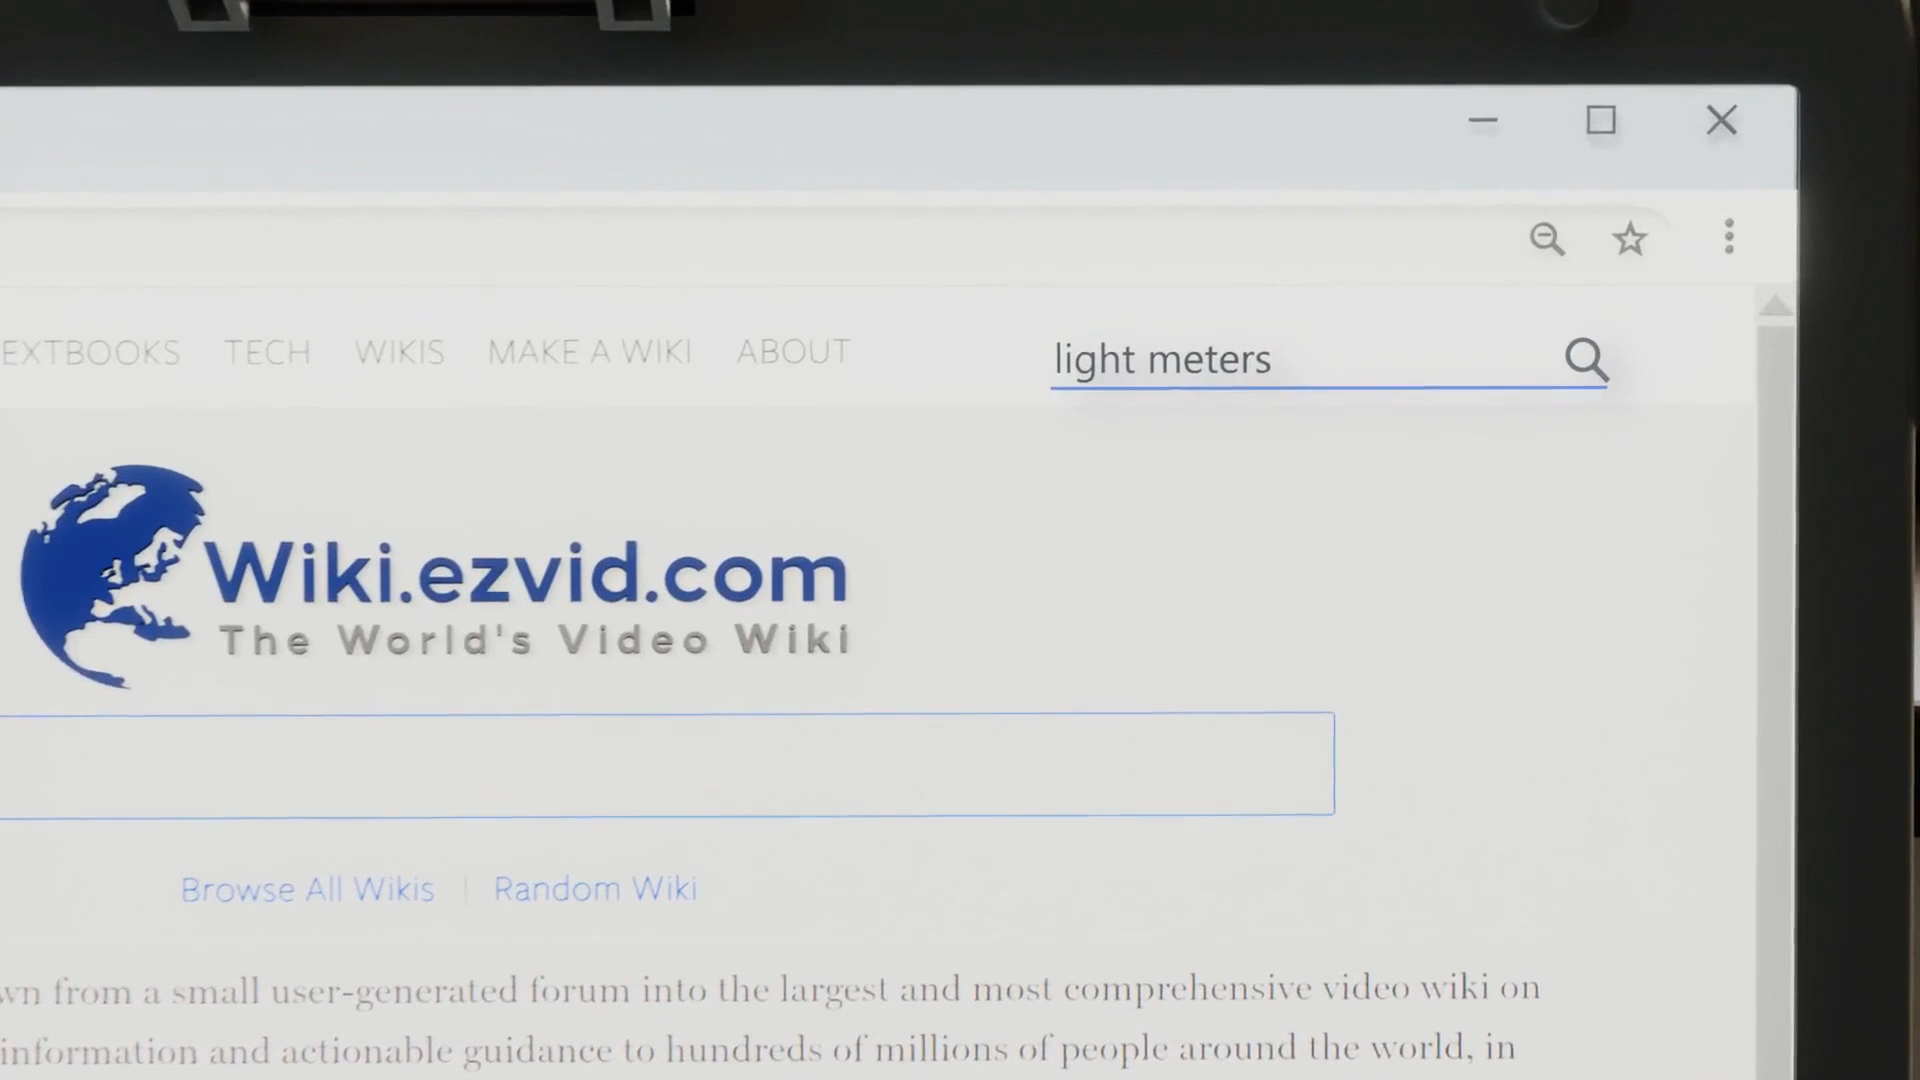 EXTBOOKS TECH WIKIS MAKE A WIKI ABOUT
light meters
Wiki.ezvid.com
The World's Video Wiki
Browse All Wikis | Random Wiki
wn from a small user-generated forum into the largest and most comprehensive video wiki on
information and actionable guidance to hundreds of millions of people around the world, in